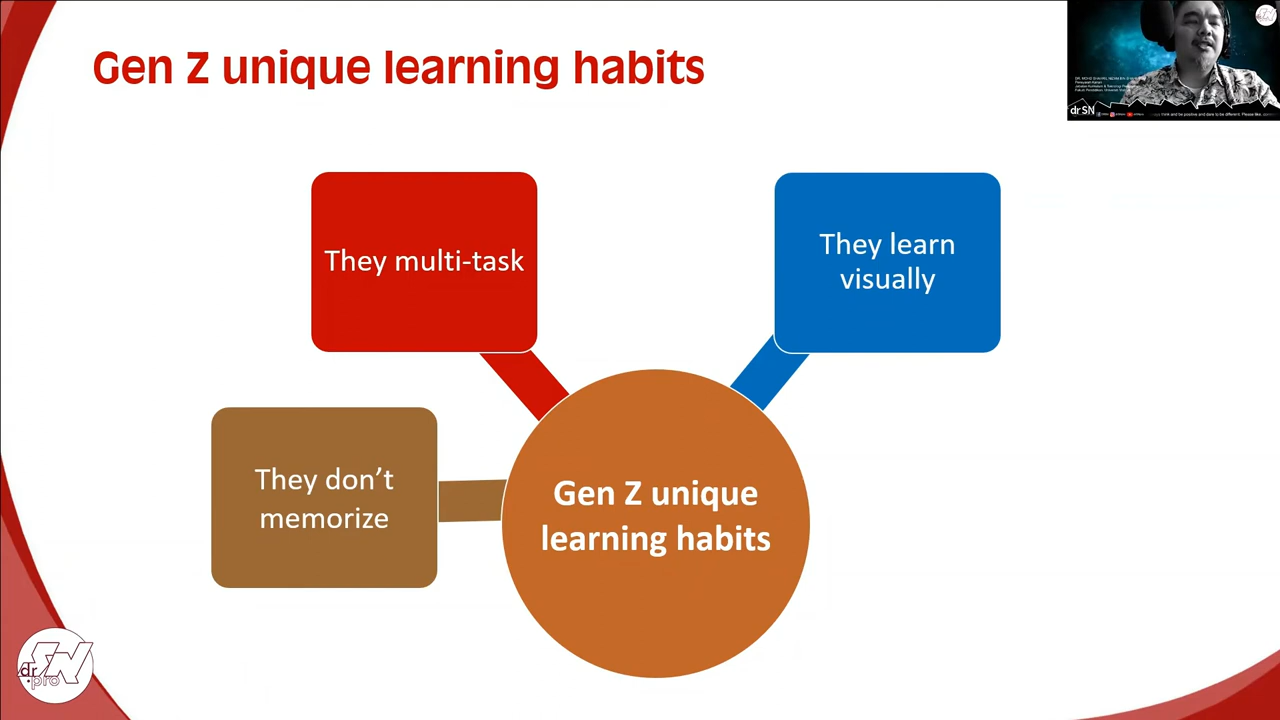 Gen Z unique learning habits
They multi-task
They learn
visually
They don't
memorize
Gen Z unique
learning habits
dr SN
dr
SN
.pro